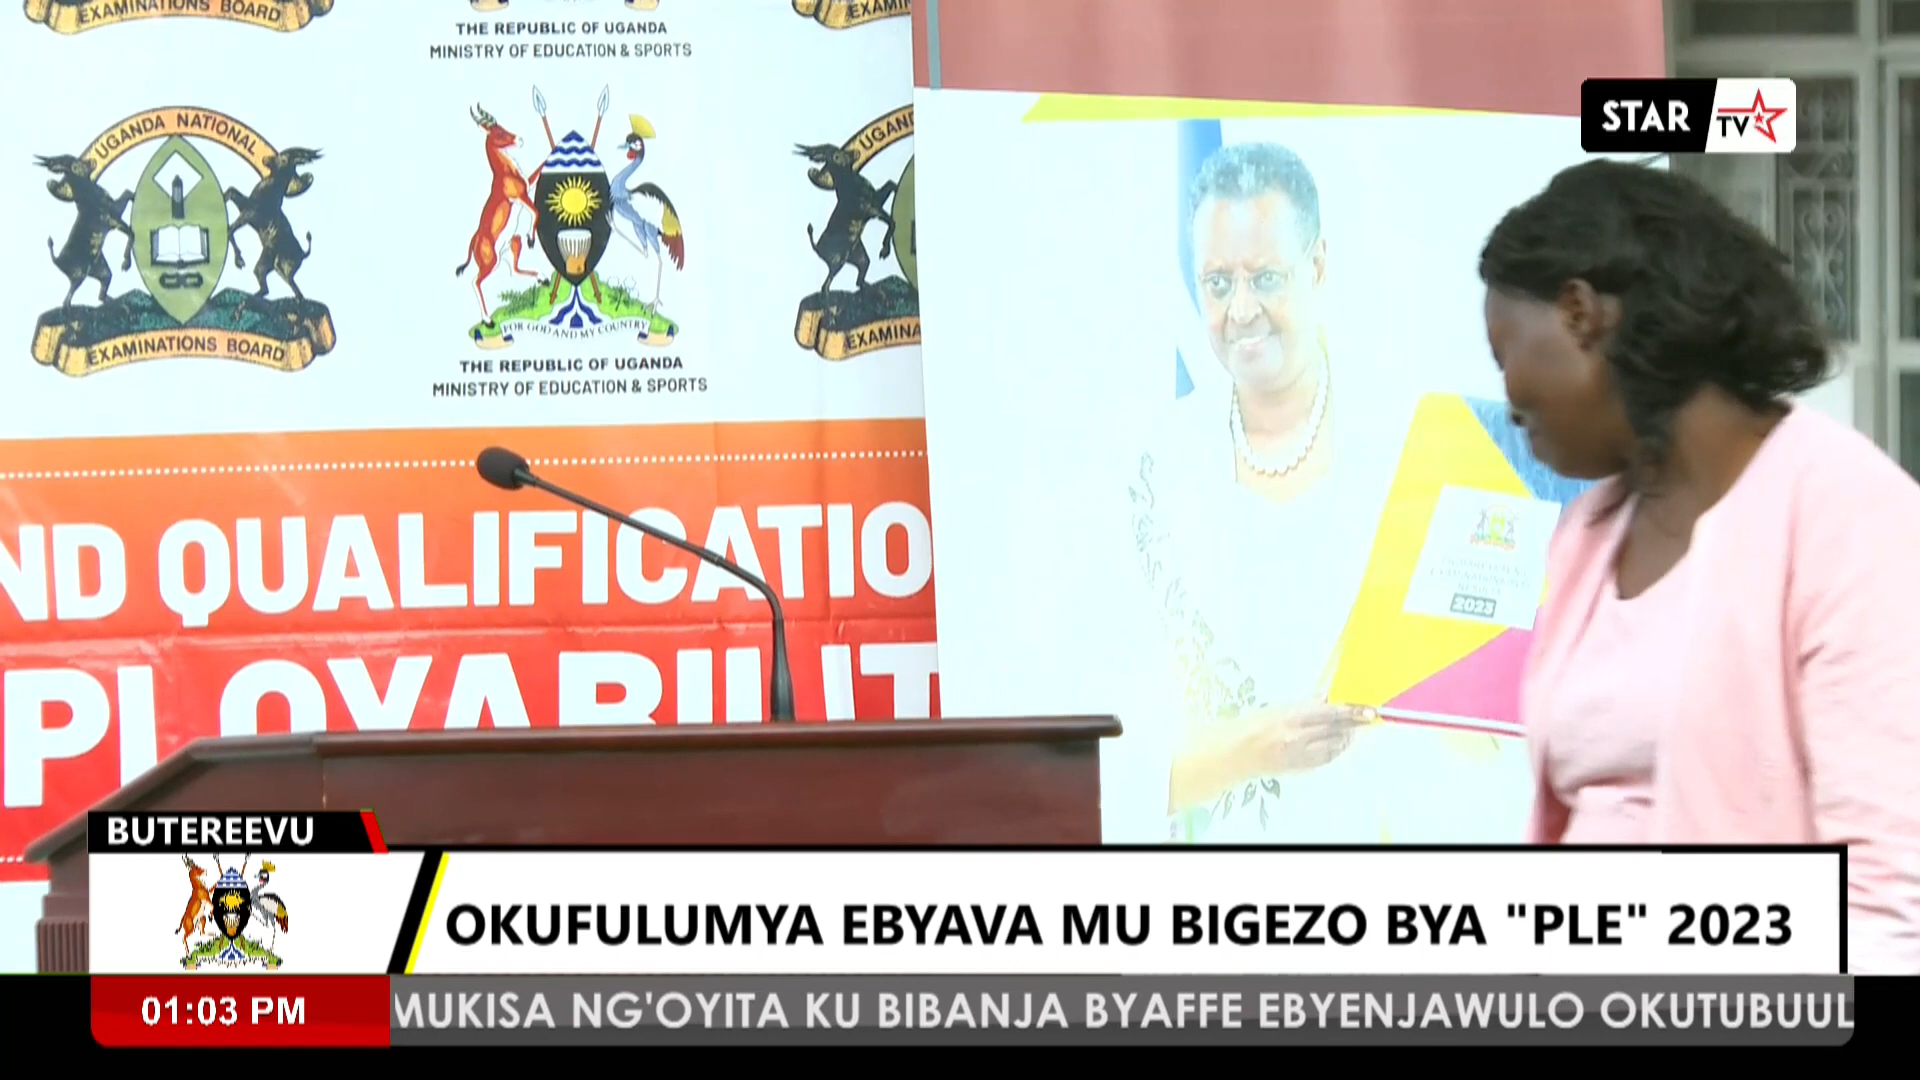 EXAMINATIONS BOARD
THE REPUBLIC OF UGANDA
MINISTRY OF EDUCATION & SPORTS
UGANDA NATIONAL
EXAMINATIONS BOARD
FOR GOD AND MY COUNTRY
THE REPUBLIC OF UGANDA
MINISTRY OF EDUCATION & SPORTS
STAR TV
ND QUALIFICATIO
PLOYABILIT
2023
BUTEREEVU
OKUFULUMYA EBYAVA MU BIGEZO BYA "PLE" 2023
01:03 PM
MUKISA NG'OYITA KU BIBANJA BYAFFE EBYENJAWULO OKUTUBUUL